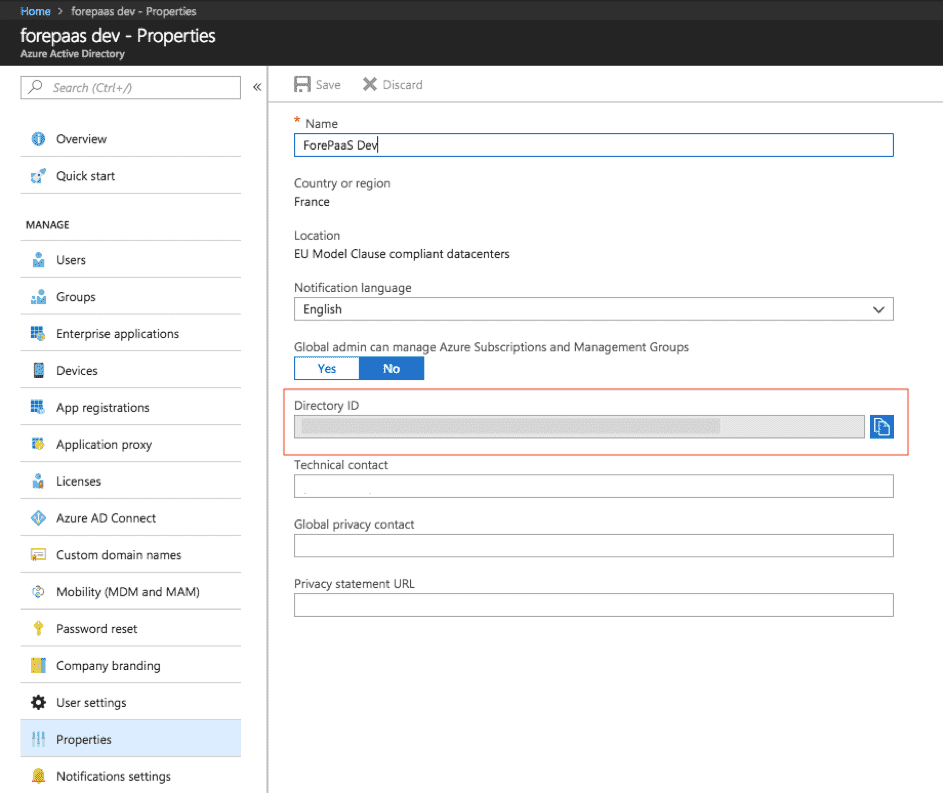 Home > forepaas dev - Properties
forepaas dev - Properties
Azure Active Directory
Search (Ctrl+/)
«
Overview
Quick start
MANAGE
Users
Groups
Enterprise applications
Devices
App registrations
Application proxy
Licenses
Azure AD Connect
Custom domain names
Mobility (MDM and MAM)
Password reset
Company branding
User settings
Properties
Notifications settings
Save Discard
* Name
ForePaaS Dev
Country or region
France
Location
EU Model Clause compliant datacenters
Notification language
English
Global admin can manage Azure Subscriptions and Management Groups
Yes No
Directory ID
Technical contact
Global privacy contact
Privacy statement URL